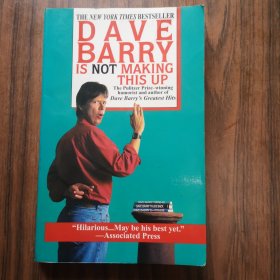 THE NEW YORK TIMES BESTSELLER
DAVE
BARRY
IS NOT MAKING
THIS UP
The Pulitzer Prize-winning
humorist and author of
Dave Barry's Greatest Hits
"Hilarious...May be his best yet."
—Associated Press